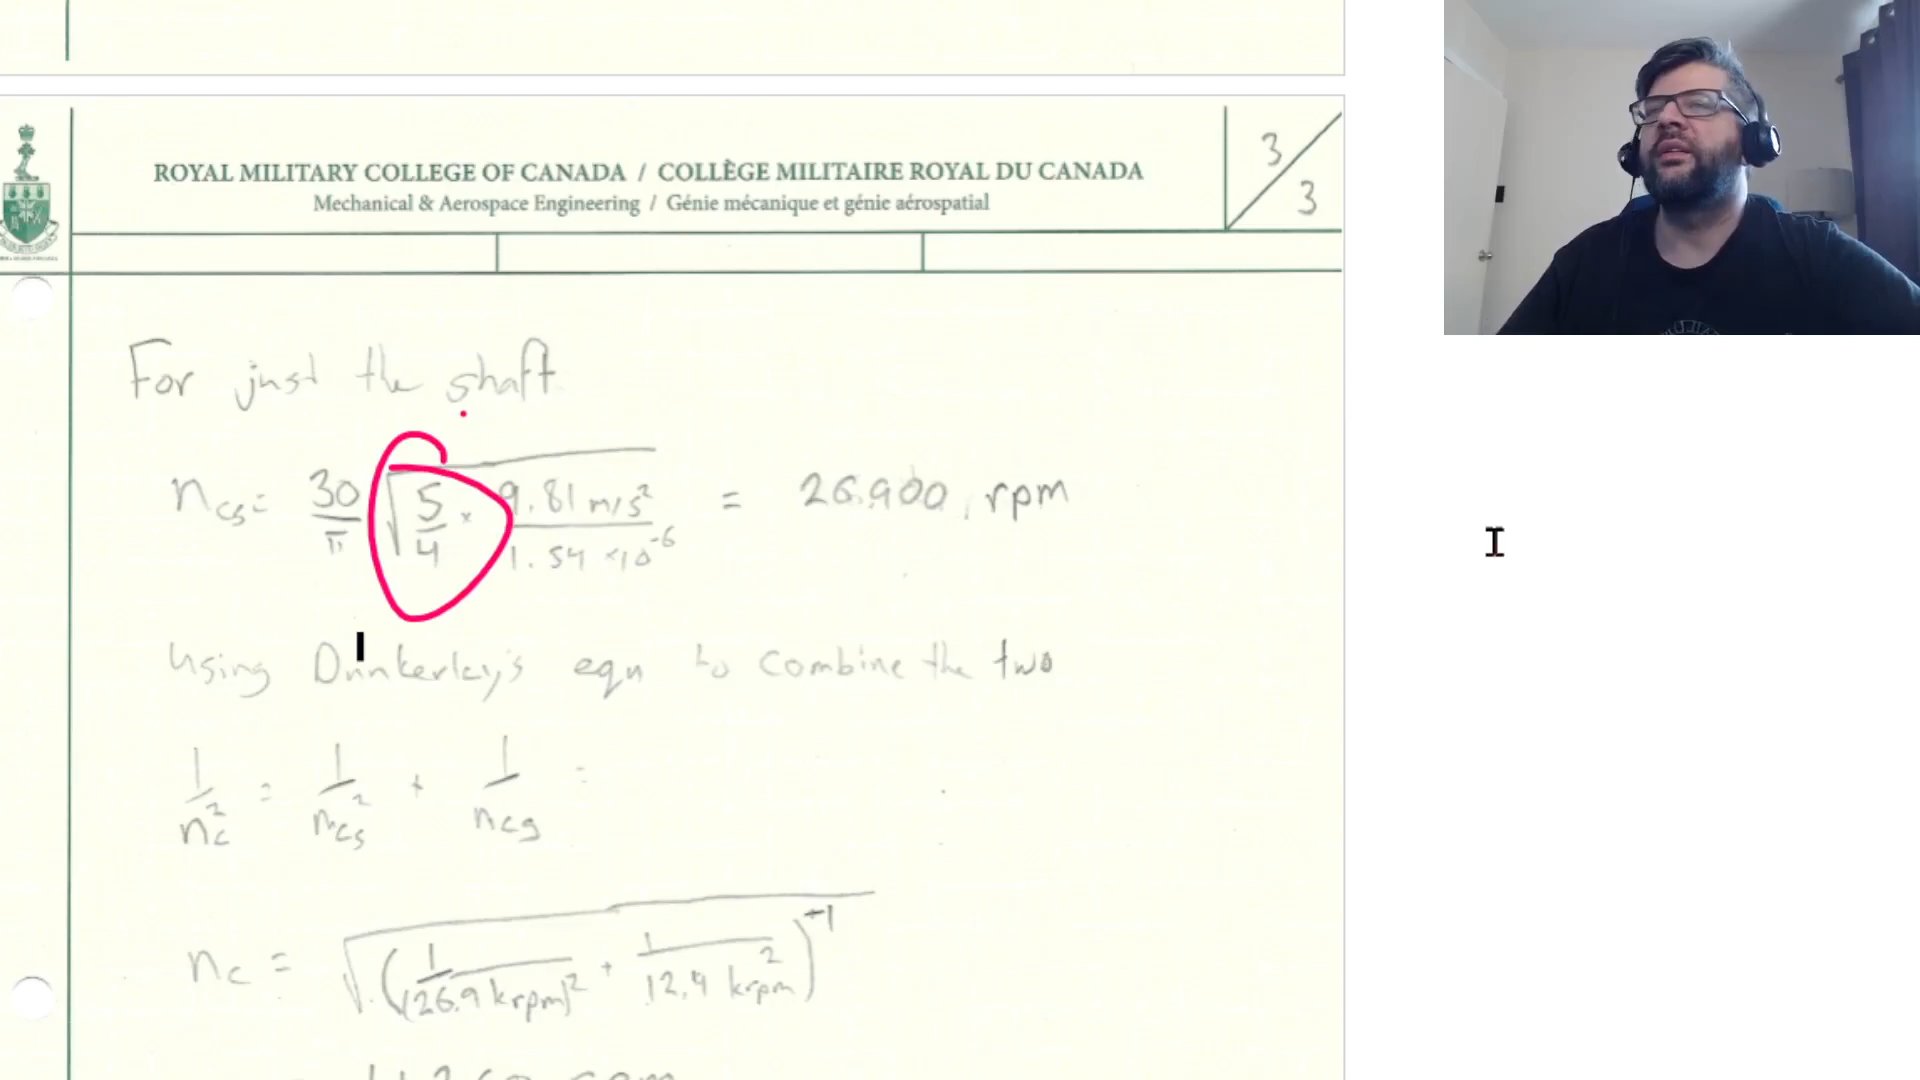 ROYAL MILITARY COLLEGE OF CANADA / COLLÈGE MILITAIRE ROYAL DU CANADA
Mechanical & Aerospace Engineering / Génie mécanique et génie aérospatial
3/3
For just the shaft
n_cs = 30/π √(5/4 × 9.81 m/s² / 1.54 × 10⁻⁶) = 26,900 rpm
Using Dunkerley's eqn to combine the two
1/n_c² = 1/n_cs² + 1/n_cg =
n_c = √(1/(26.9 krpm)² + 1/12.4 krpm²)⁻¹
rpm